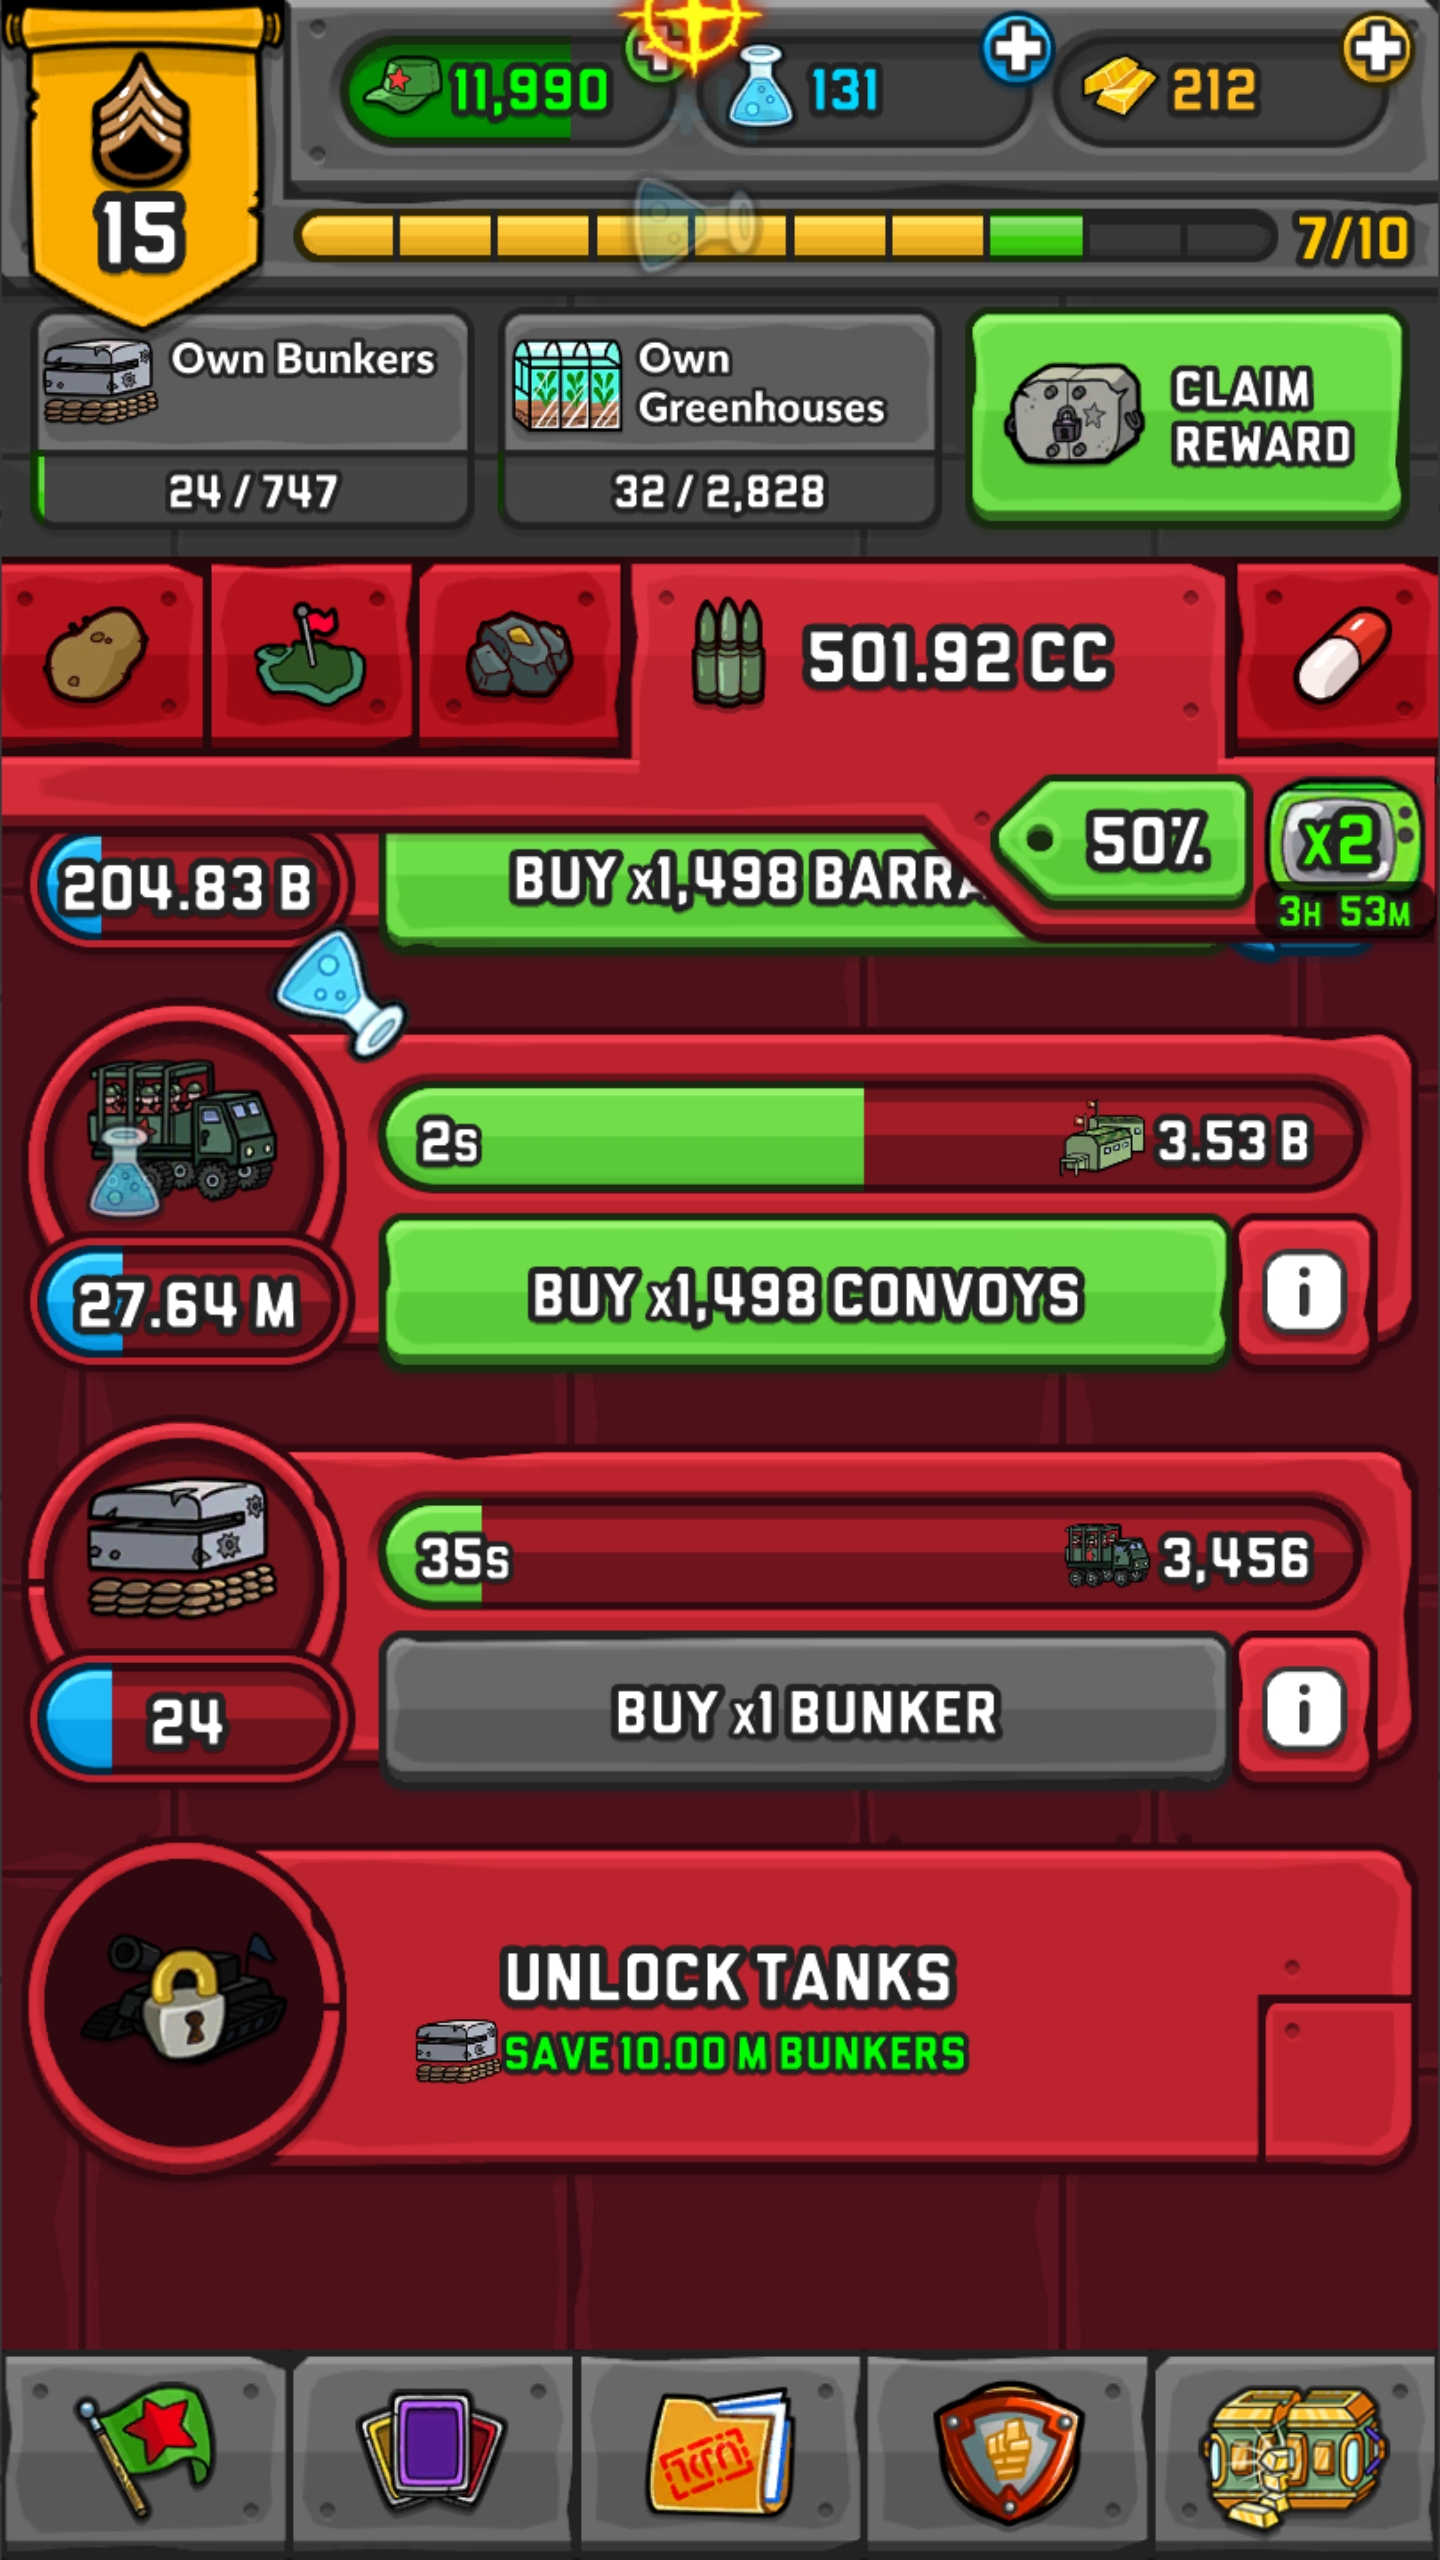 15
11,990
131
212
7/10
Own Bunkers
24 / 747
Own
Greenhouses
32 / 2,828
CLAIM
REWARD
501.92 CC
50%
x2
3H 53M
204.83 B
BUY x1,498
2s
3.53 B
27.64 M
BUY x1,498 CONVOYS
i
35s
3,456
24
BUY x1 BUNKER
i
UNLOCK TANKS
SAVE 10.00 M BUNKERS